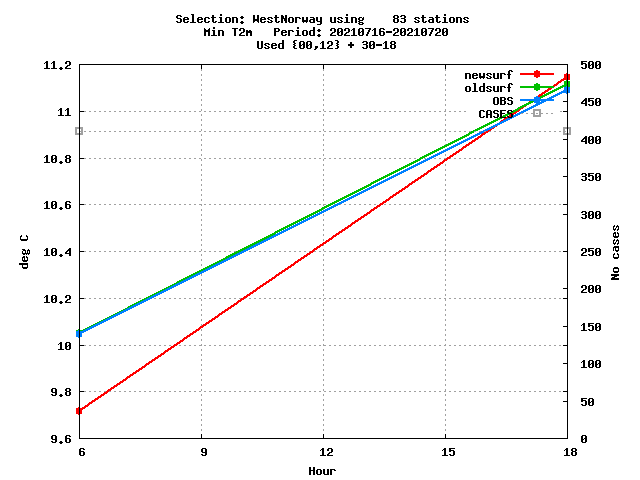 Selection: WestNorway using    83 stations
Min T2m   Period: 20210716-20210720
Used {00,12} + 30-18
newsurf
oldsurf
OBS
CASES
11.2
11
10.8
10.6
10.4
10.2
10
9.8
9.6
deg C
500
450
400
350
300
250
200
150
100
50
0
No cases
6 9 12 15 18
Hour